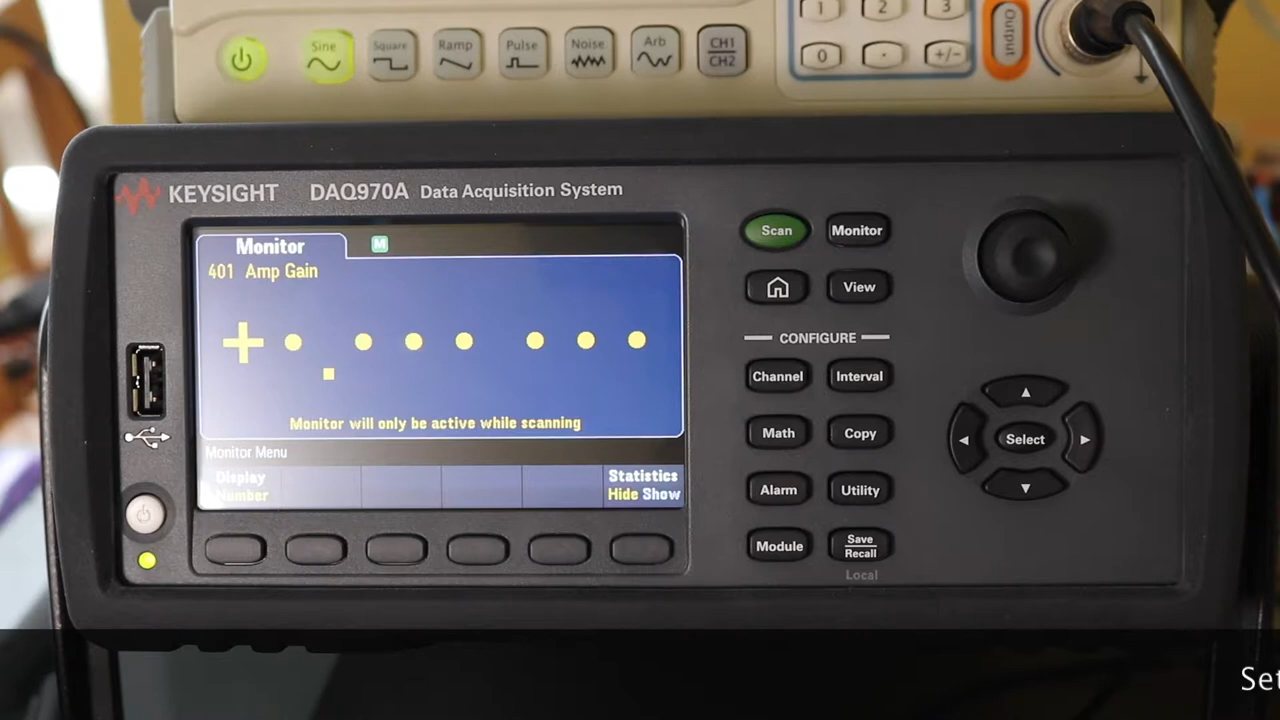 Sine Square Ramp Pulse Noise Arb CH1 CH2
1 2 3
0 . +/-
Output
KEYSIGHT DAQ970A Data Acquisition System
Monitor M
401 Amp Gain
Monitor will only be active while scanning
Monitor Menu
Display Number
Statistics
Hide Show
Scan Monitor
View
CONFIGURE
Channel Interval
Math Copy
Alarm Utility
Module Save Recall
Local
Select
Set